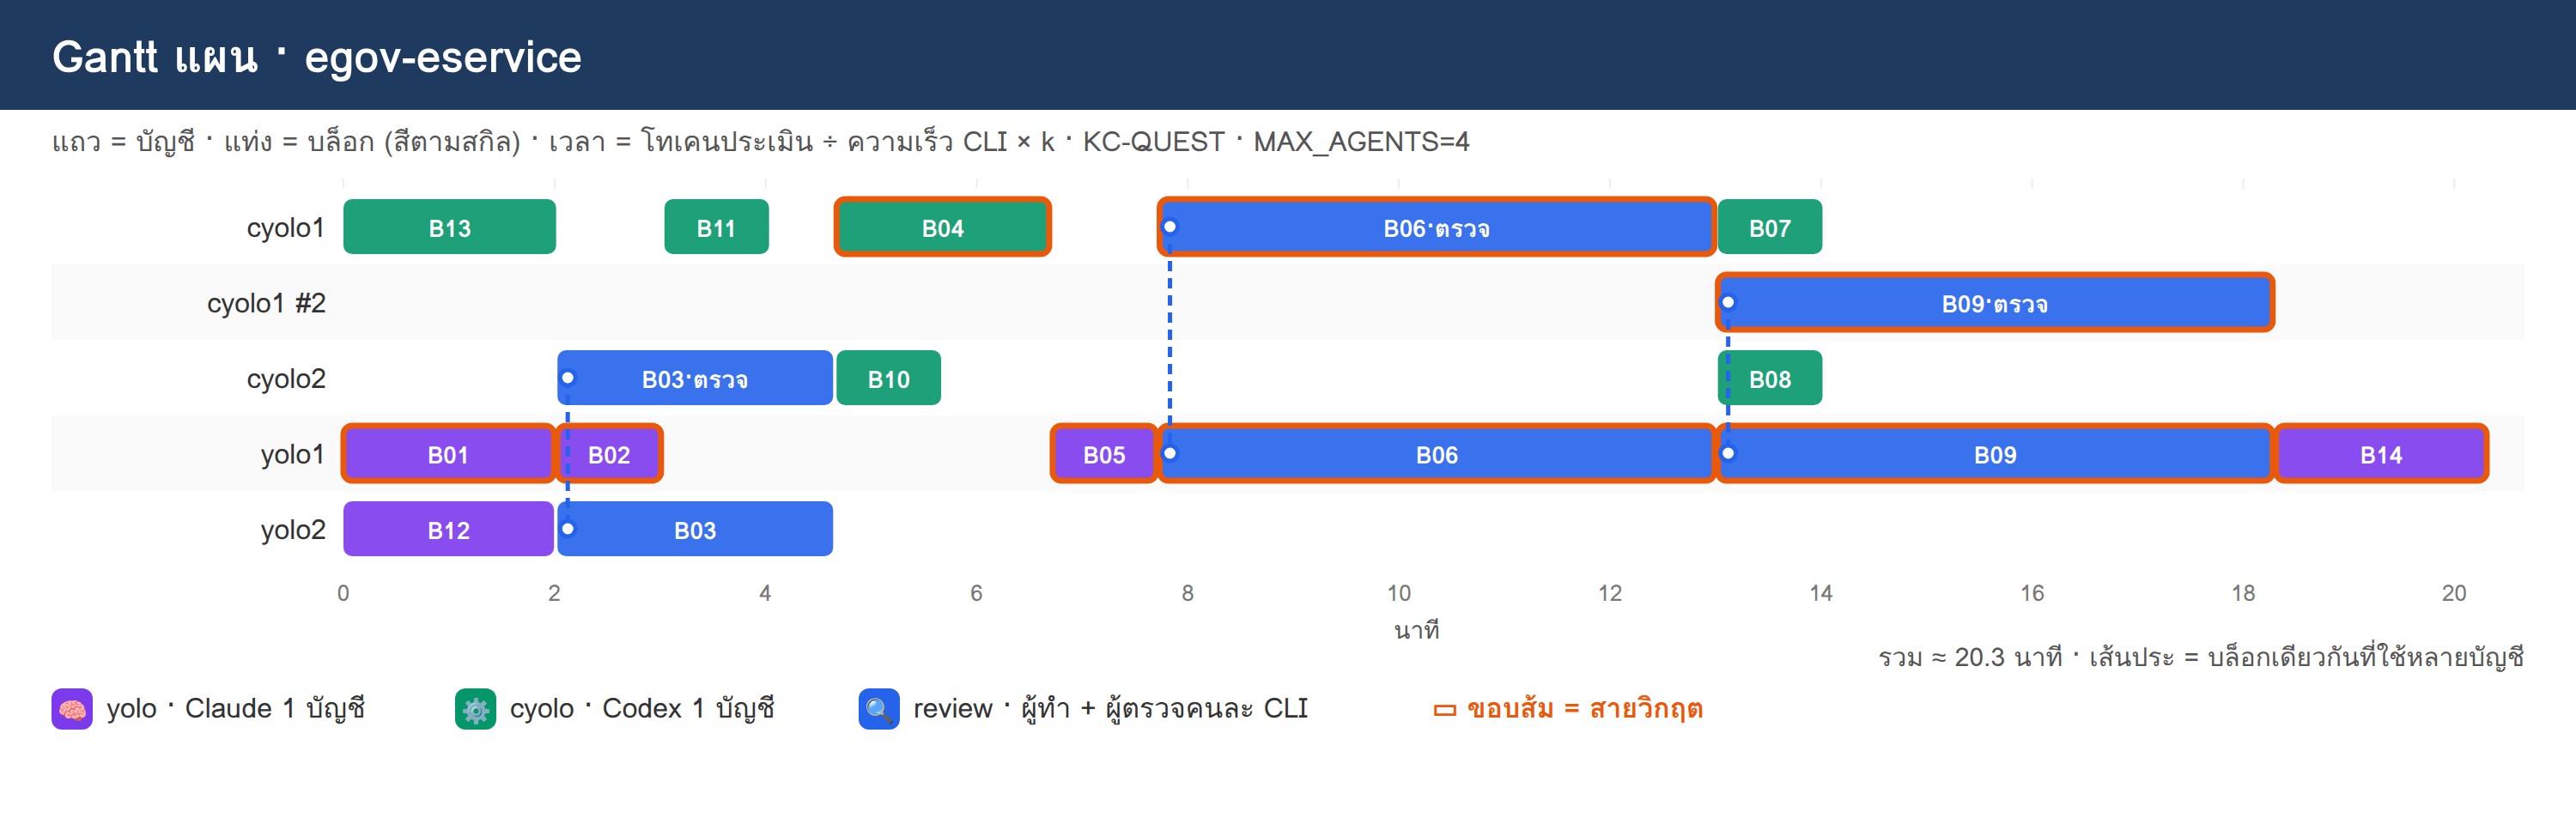 Gantt แผน · egov-eservice
แถว = บัญชี · แท่ง = บล็อก (สีตามสกิล) · เวลา = โทเคนประเมิน ÷ ความเร็ว CLI × k · KC-QUEST · MAX_AGENTS=4
cyolo1 B13 B11 B04 B06·ตรวจ B07
cyolo1 #2 B09·ตรวจ
cyolo2 B03·ตรวจ B10 B08
yolo1 B01 B02 B05 B06 B09 B14
yolo2 B12 B03
0 2 4 6 8 10 12 14 16 18 20
นาที
รวม ≈ 20.3 นาที · เส้นประ = บล็อกเดียวกันที่ใช้หลายบัญชี
yolo · Claude 1 บัญชี cyolo · Codex 1 บัญชี review · ผู้ทำ + ผู้ตรวจคนละ CLI ▭ ขอบส้ม = สายวิกฤต